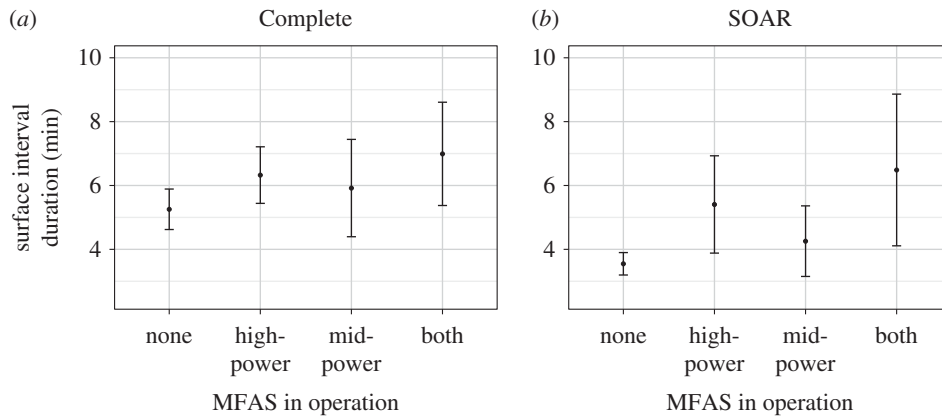 (a) Complete
(b) SOAR
surface interval
duration (min)
10
8
6
4
none
high-
power
mid-
power
both
MFAS in operation
10
8
6
4
none
high-
power
mid-
power
both
MFAS in operation